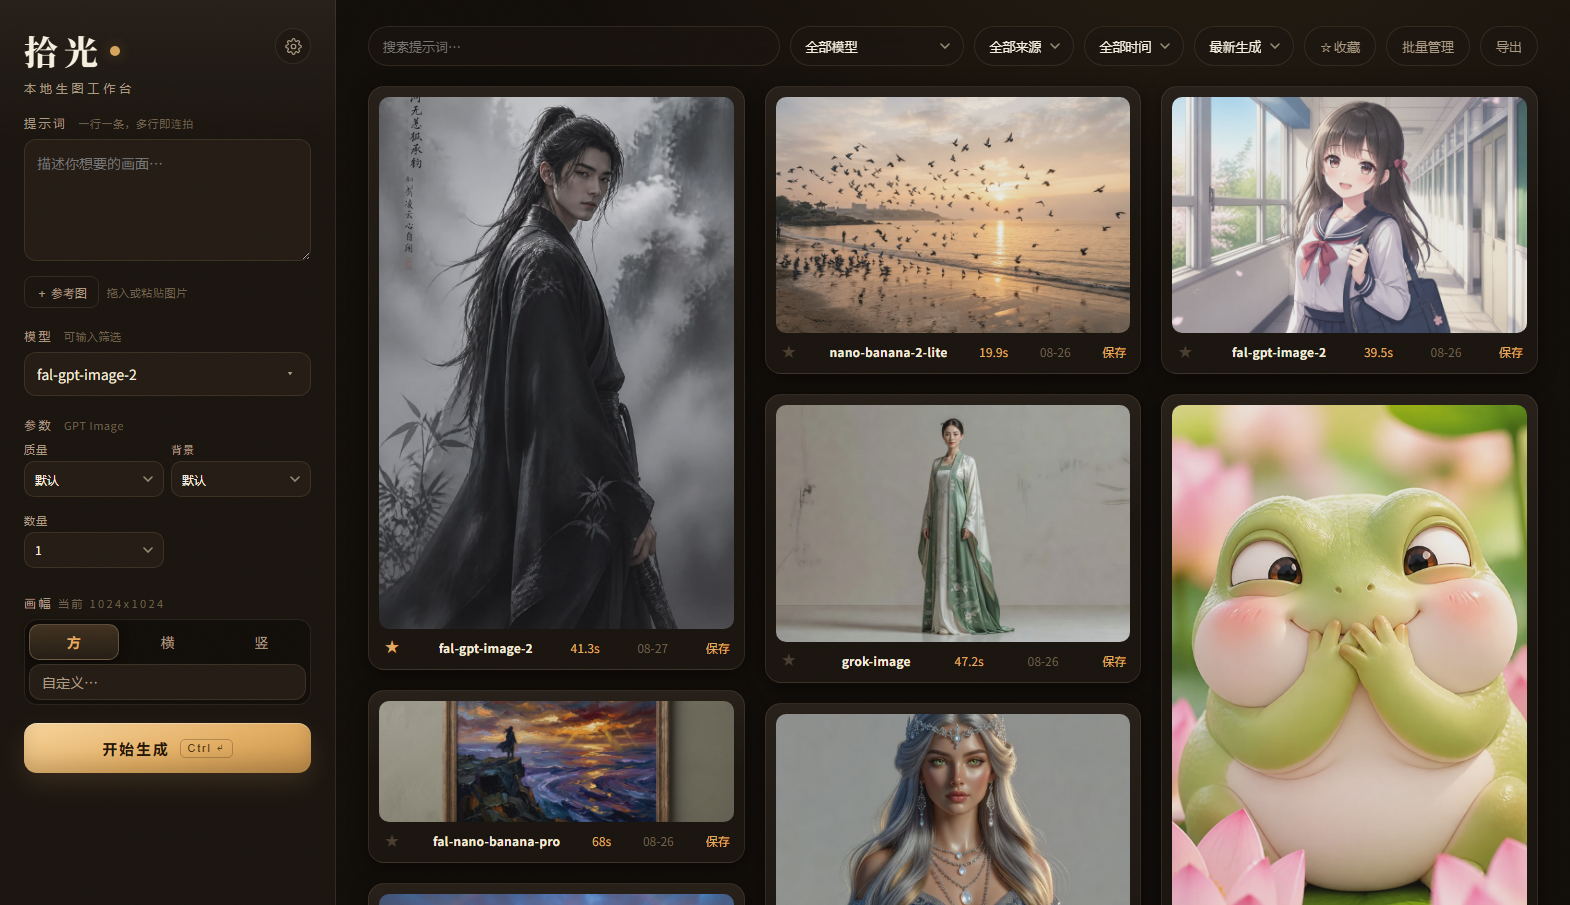 拾光
本地生图工作台
提示词 一行一条，多行即连拍
描述你想要的画面…
+ 参考图 拖入或粘贴图片
模型 可输入筛选
fal-gpt-image-2
参数 GPT Image
质量 背景
默认 默认
数量
1
画幅 当前 1024x1024
方 横 竖
自定义…
开始生成 Ctrl ↵
搜索提示词… 全部模型 全部来源 全部时间 最新生成 ☆收藏 批量管理 导出
★ fal-gpt-image-2 41.3s 08-27 保存
★ fal-nano-banana-pro 68s 08-26 保存
★ nano-banana-2-lite 19.9s 08-26 保存
★ grok-image 47.2s 08-26 保存
★ fal-gpt-image-2 39.5s 08-26 保存